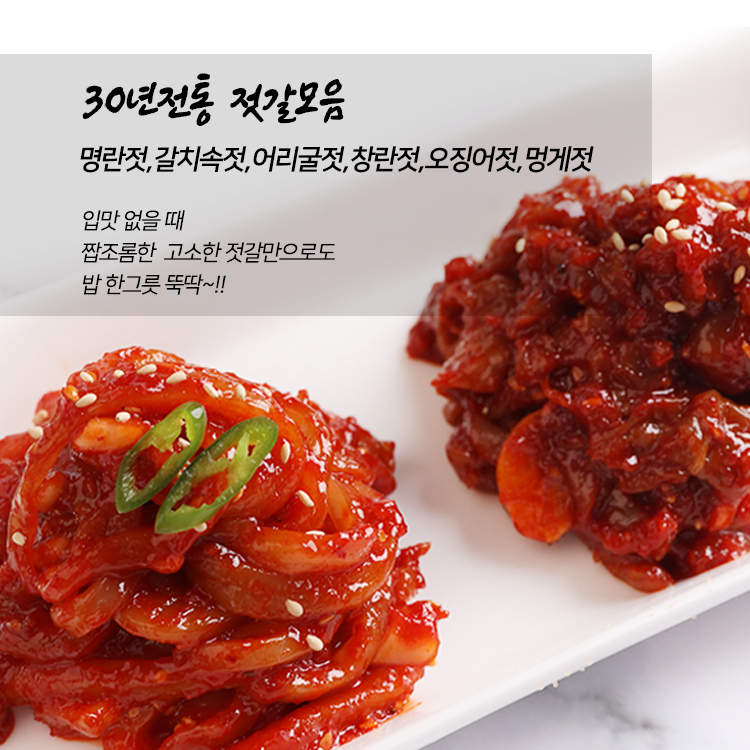 30년전통 젓갈모음
명란젓,갈치속젓,어리굴젓,창란젓,오징어젓,멍게젓
입맛 없을 때
짭조롬한 고소한 젓갈만으로도
밥 한그릇 뚝딱~!!